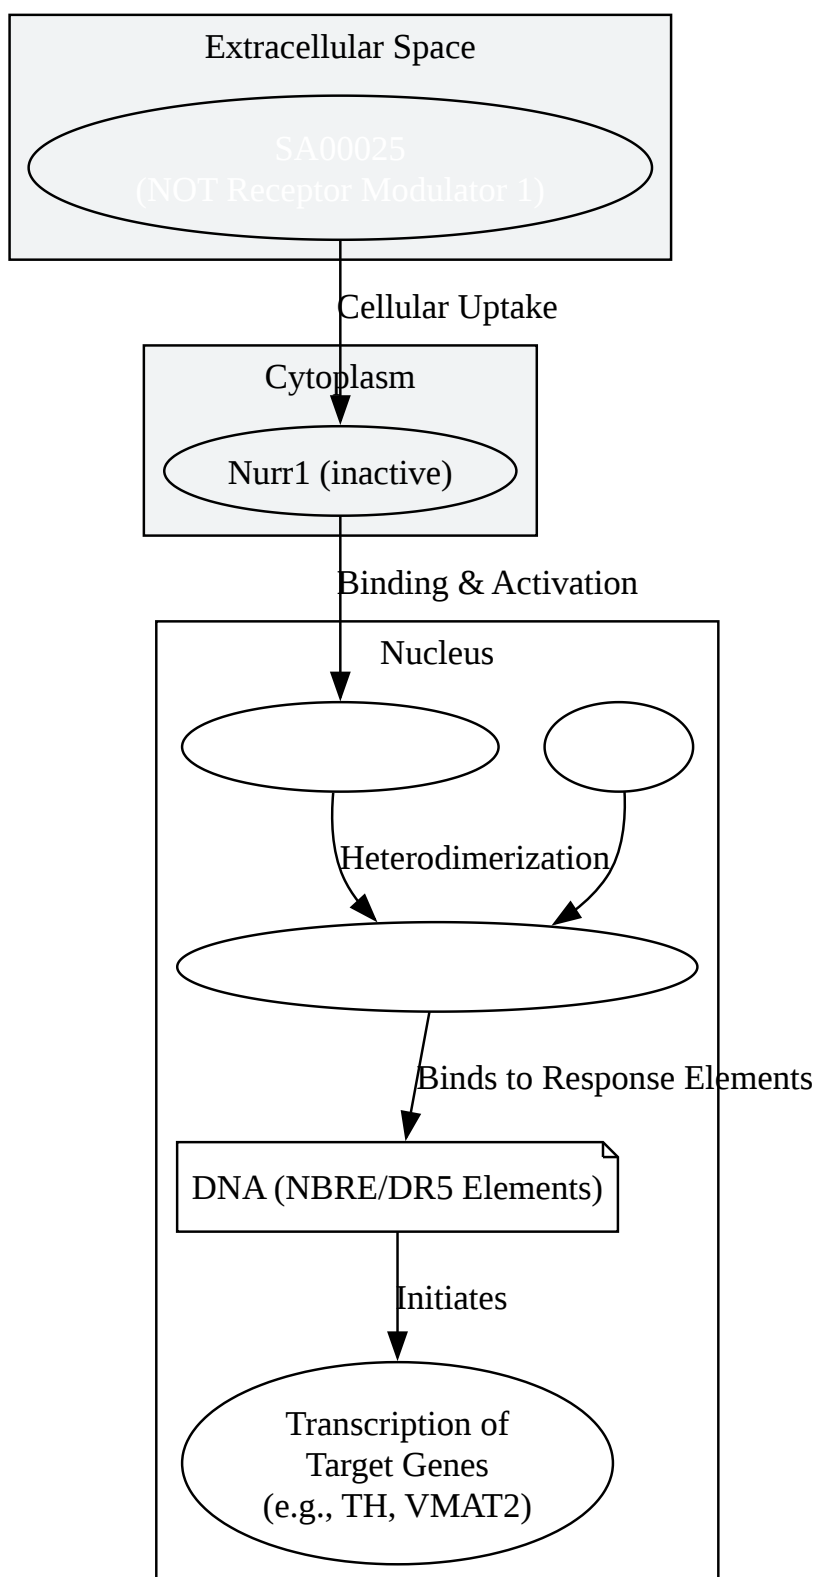 Extracellular Space
SA00025
(NOT Receptor Modulator 1)
Cellular Uptake
Cytoplasm
Nurr1 (inactive)
Binding & Activation
Nucleus
Heterodimerization
Binds to Response Elements
DNA (NBRE/DR5 Elements)
Initiates
Transcription of
Target Genes
(e.g., TH, VMAT2)